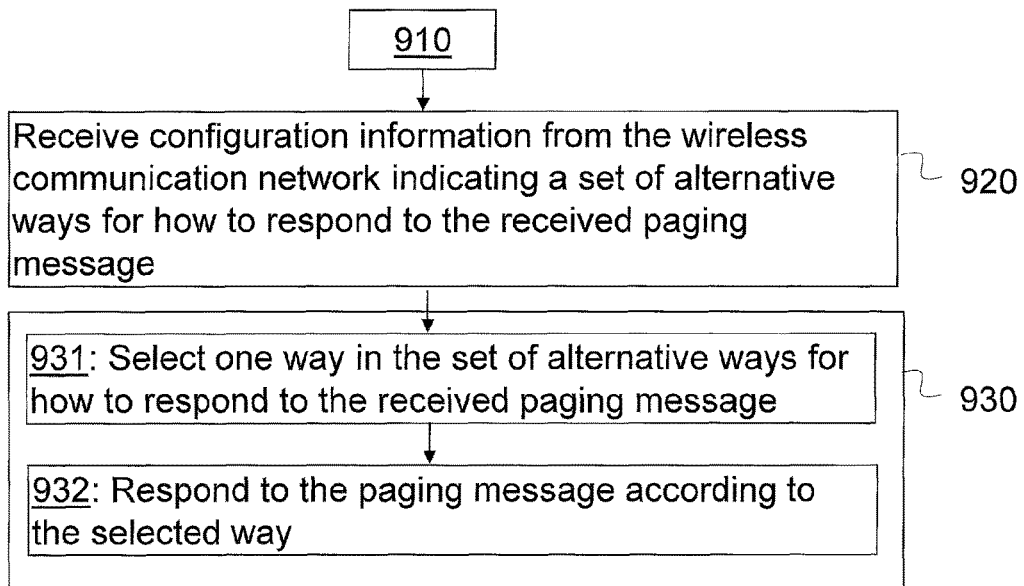 910
Receive configuration information from the wireless
communication network indicating a set of alternative
ways for how to respond to the received paging
message
920
931: Select one way in the set of alternative ways for
how to respond to the received paging message
930
932: Respond to the paging message according to
the selected way